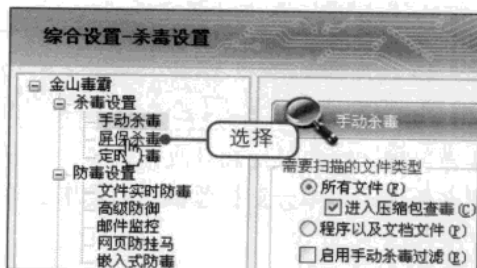 综合设置-杀毒设置
金山毒霸
杀毒设置
手动杀毒
屏保杀毒
定时杀毒
防毒设置
文件实时防毒
高级防御
邮件监控
网页防挂马
嵌入式防毒
选择
手动杀毒
需要扫描的文件类型
所有文件(F)
进入压缩包查毒(C)
程序以及文档文件(P)
启用手动杀毒过滤(E)